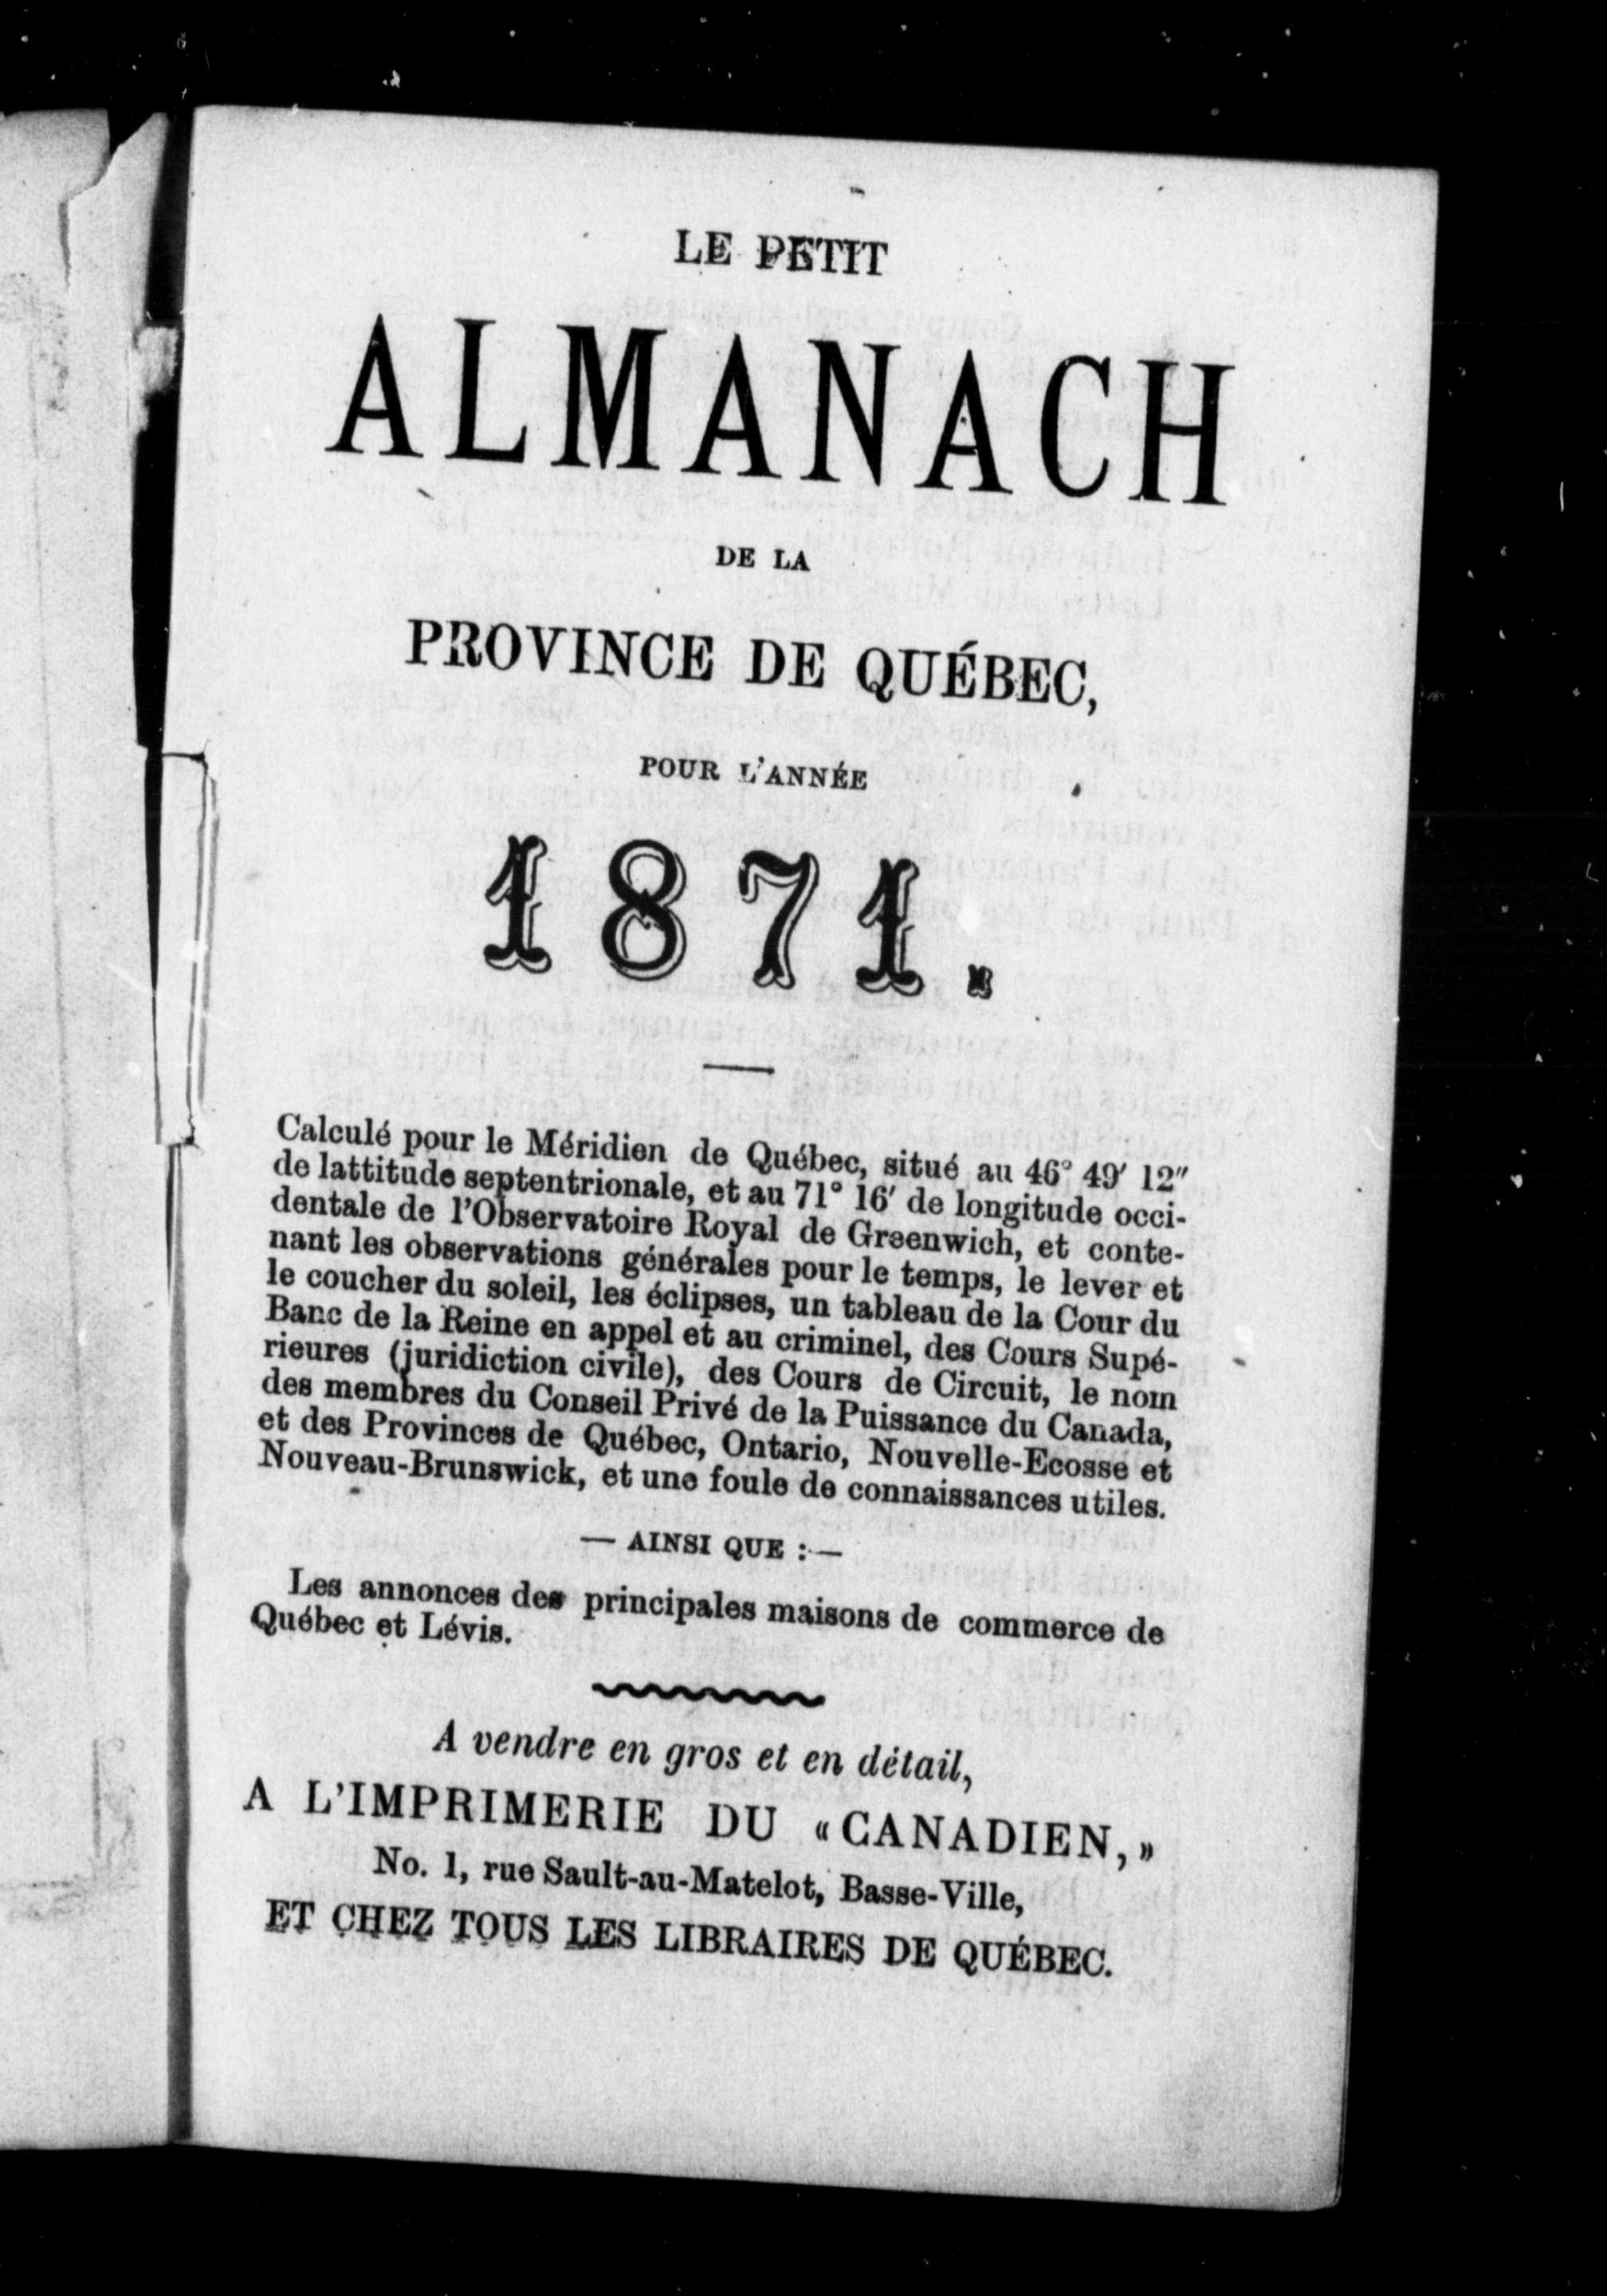 LE PETIT
ALMANACH
DE LA
PROVINCE DE QUÉBEC,
POUR L'ANNÉE
1871.
Calculé pour le Méridien de Québec, situé au 46° 49' 12"
de lattitude septentrionale, et au 71° 16' de longitude occi-
dentale de l'Observatoire Royal de Greenwich, et conte-
nant les observations générales pour le temps, le lever et
le coucher du soleil, les éclipses, un tableau de la Cour du
Banc de la Reine en appel et au criminel, des Cours Supé-
rieures (juridiction civile), des Cours de Circuit, le nom
des membres du Conseil Privé de la Puissance du Canada,
et des Provinces de Québec, Ontario, Nouvelle-Ecosse et
Nouveau-Brunswick, et une foule de connaissances utiles.
— AINSI QUE : —
Les annonces des principales maisons de commerce de
Québec et Lévis.
A vendre en gros et en détail,
A L'IMPRIMERIE DU « CANADIEN, »
No. 1, rue Sault-au-Matelot, Basse-Ville,
ET CHEZ TOUS LES LIBRAIRES DE QUÉBEC.